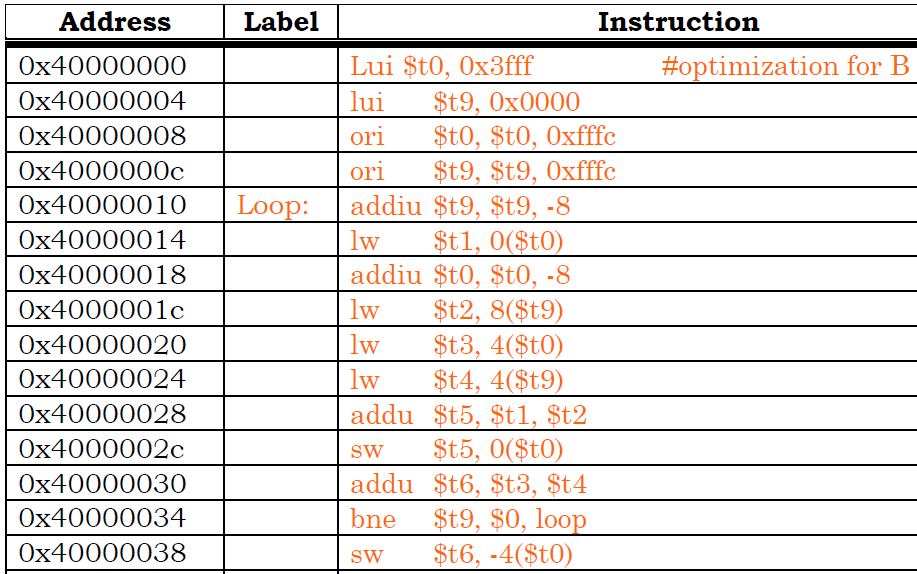 Address Label Instruction
0x40000000 Lui $t0, 0x3fff #optimization for B
0x40000004 lui $t9, 0x0000
0x40000008 ori $t0, $t0, 0xfffc
0x4000000c ori $t9, $t9, 0xfffc
0x40000010 Loop: addiu $t9, $t9, -8
0x40000014 lw $t1, 0($t0)
0x40000018 addiu $t0, $t0, -8
0x4000001c lw $t2, 8($t9)
0x40000020 lw $t3, 4($t0)
0x40000024 lw $t4, 4($t9)
0x40000028 addu $t5, $t1, $t2
0x4000002c sw $t5, 0($t0)
0x40000030 addu $t6, $t3, $t4
0x40000034 bne $t9, $0, loop
0x40000038 sw $t6, -4($t0)